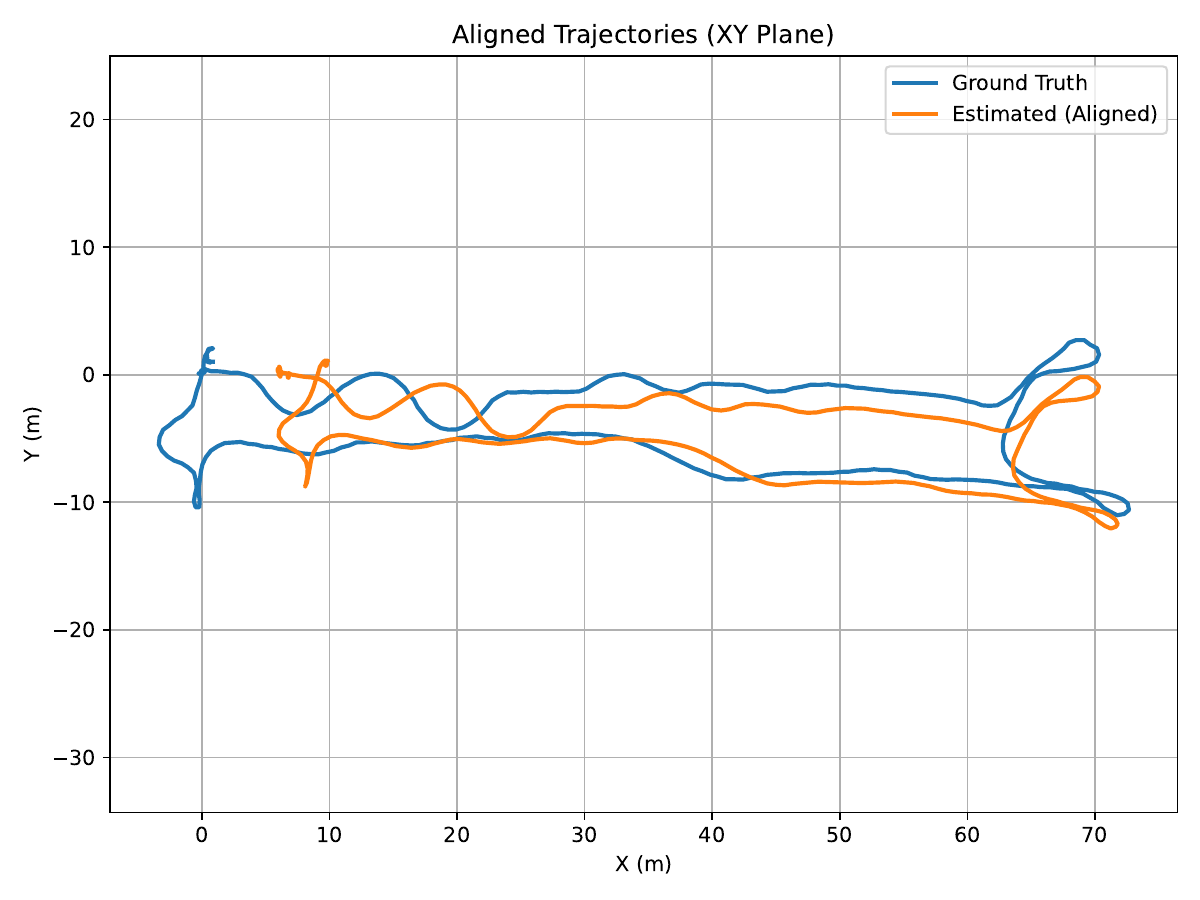 Aligned Trajectories (XY Plane)
Ground Truth
Estimated (Aligned)
20
10
0
−10
−20
−30
Y (m)
0 10 20 30 40 50 60 70
X (m)